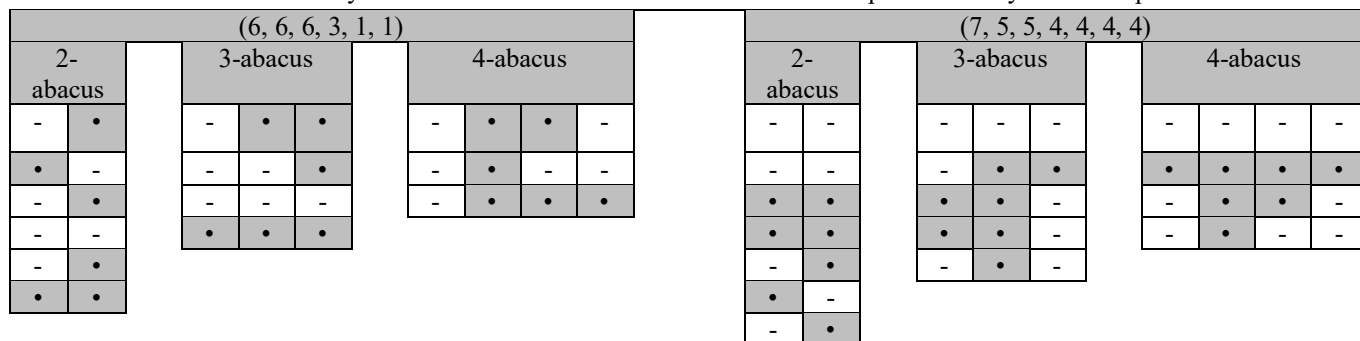 (6, 6, 6, 3, 1, 1)
2- 3-abacus 4-abacus
abacus
- • - • • - • • -
• - - - • - • - -
- • - - - - • • •
- - • • •
- •
• •
(7, 5, 5, 4, 4, 4, 4)
2- 3-abacus 4-abacus
abacus
- - - - - - - - -
- - - • • • • • •
• • • • - - • • -
• • • • - - • - -
- • - • -
• -
- •